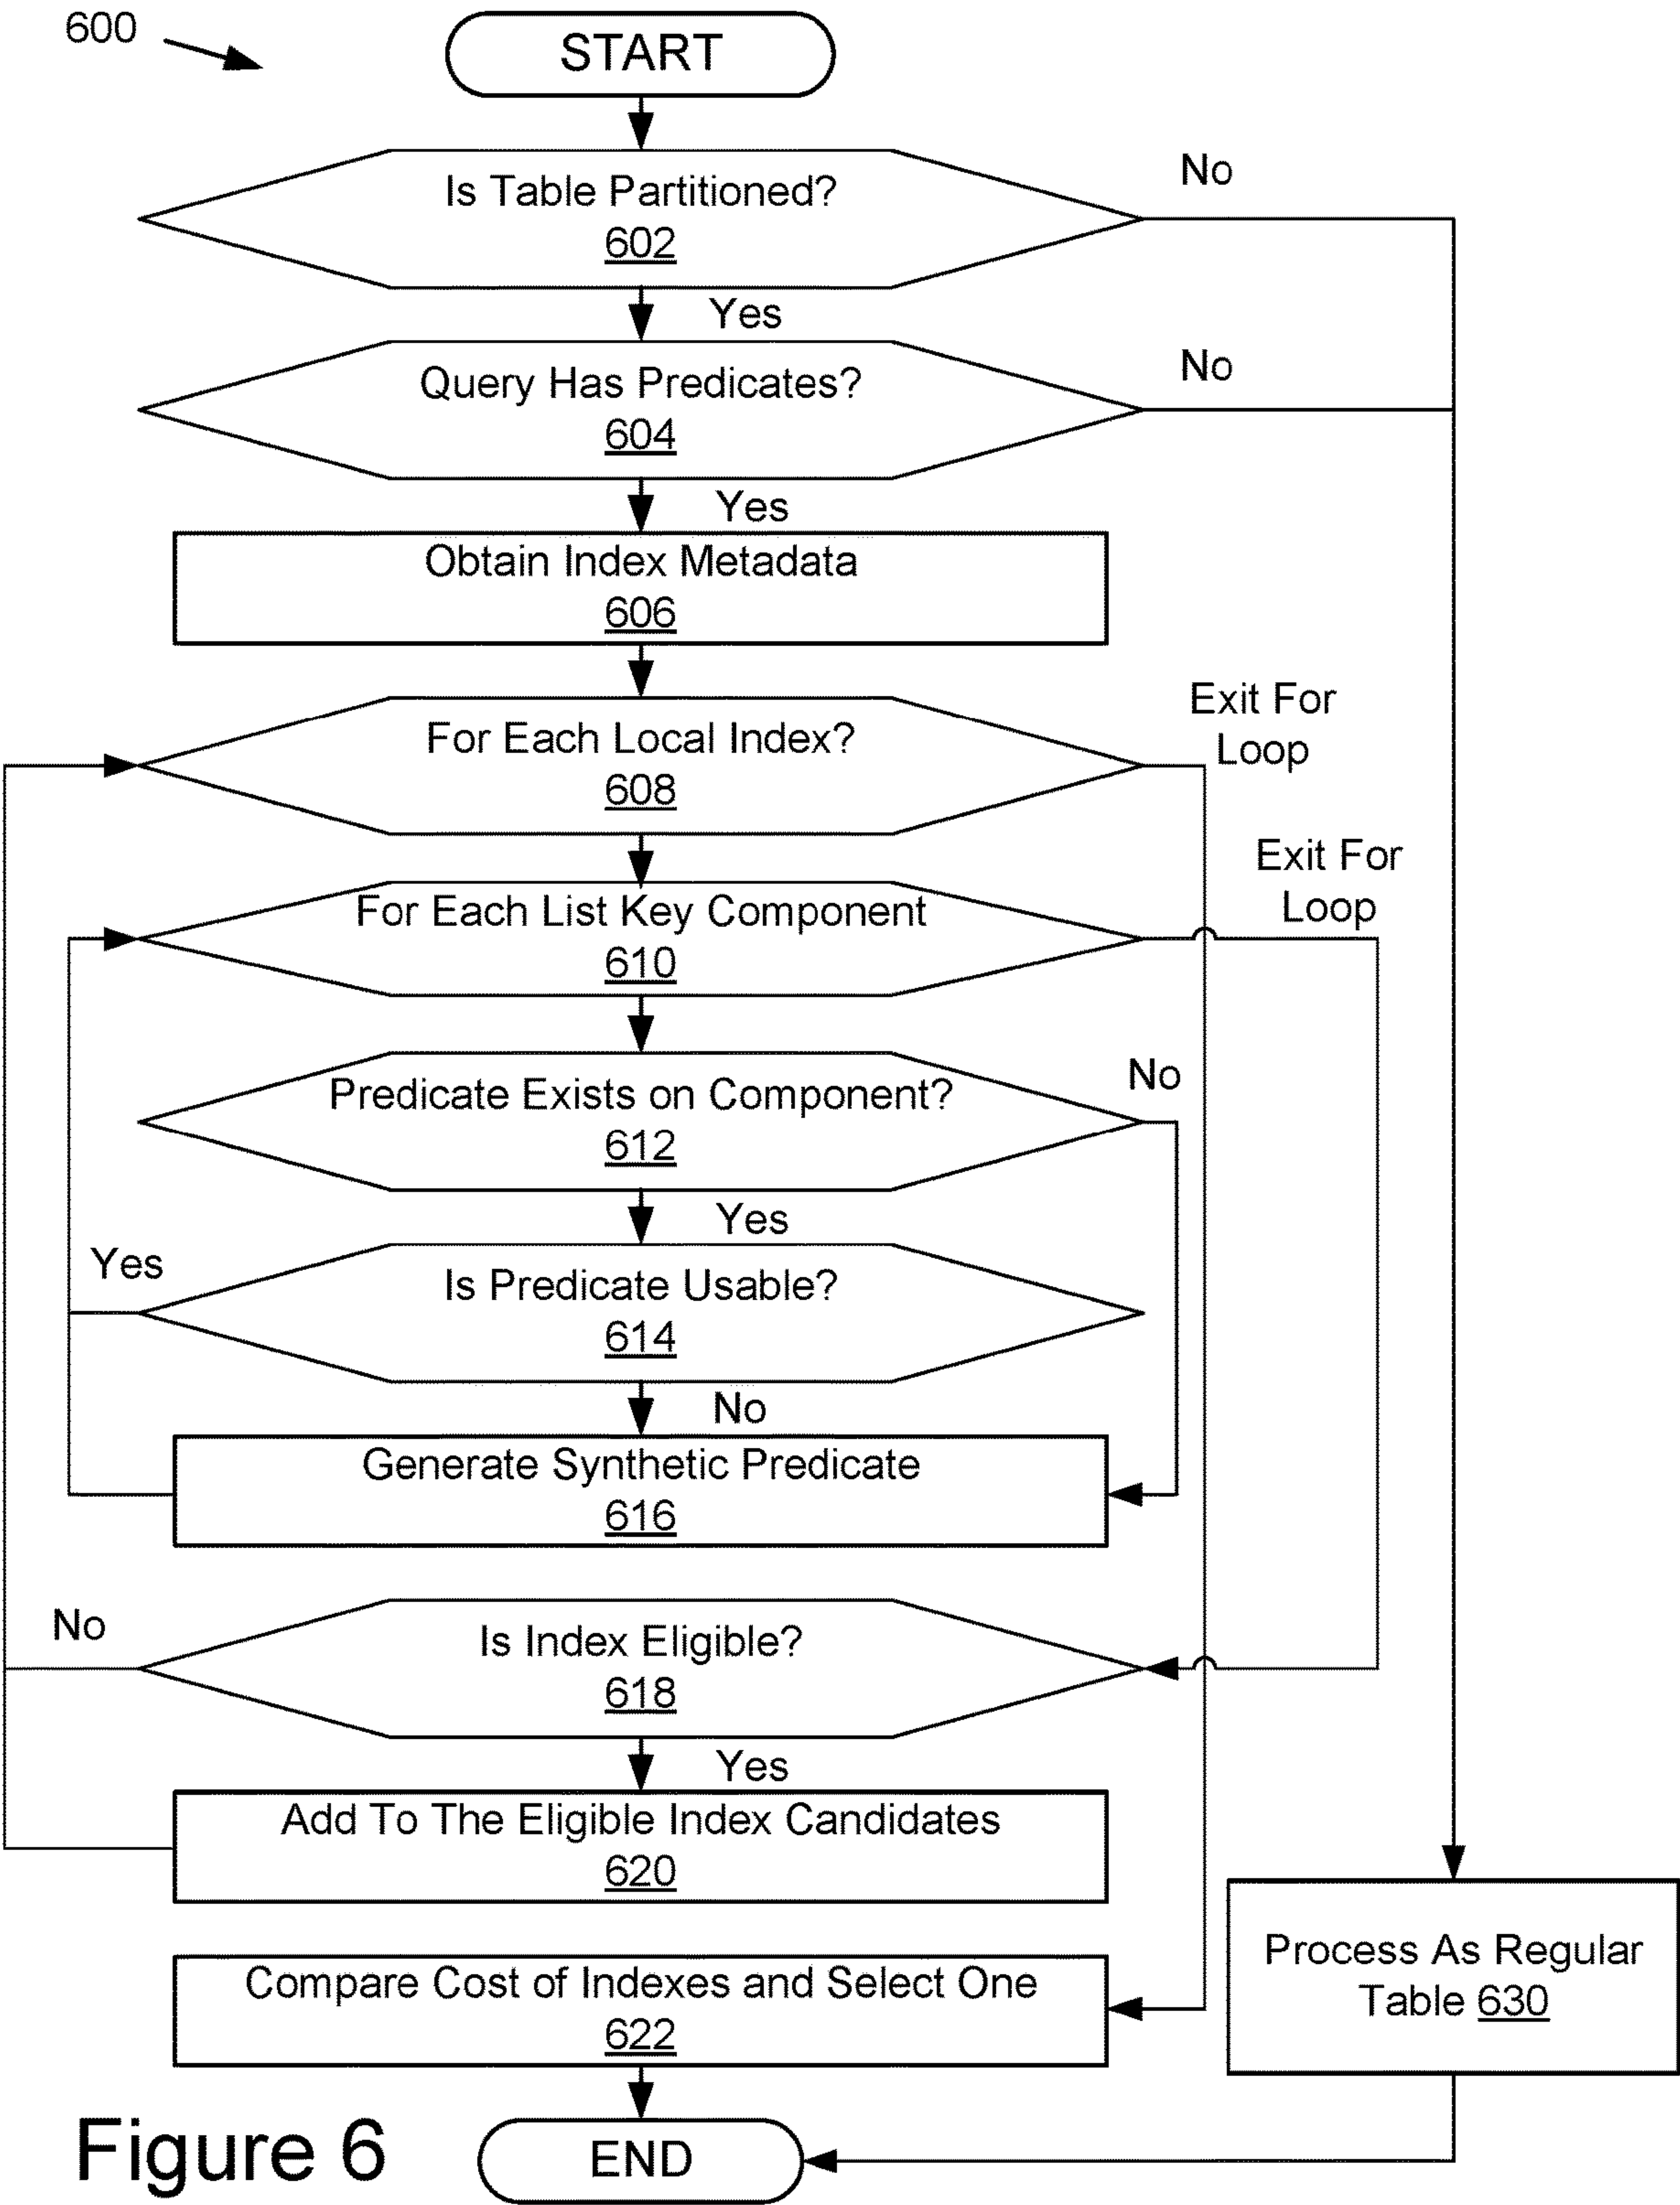 600
START
Is Table Partitioned?
602
No
Yes
Query Has Predicates?
604
No
Yes
Obtain Index Metadata
606
For Each Local Index?
608
Exit For
Loop
For Each List Key Component
610
Exit For
Loop
Predicate Exists on Component?
612
No
Yes
Is Predicate Usable?
614
Yes
No
Generate Synthetic Predicate
616
Is Index Eligible?
618
No
Yes
Add To The Eligible Index Candidates
620
Compare Cost of Indexes and Select One
622
Process As Regular
Table 630
END
Figure 6